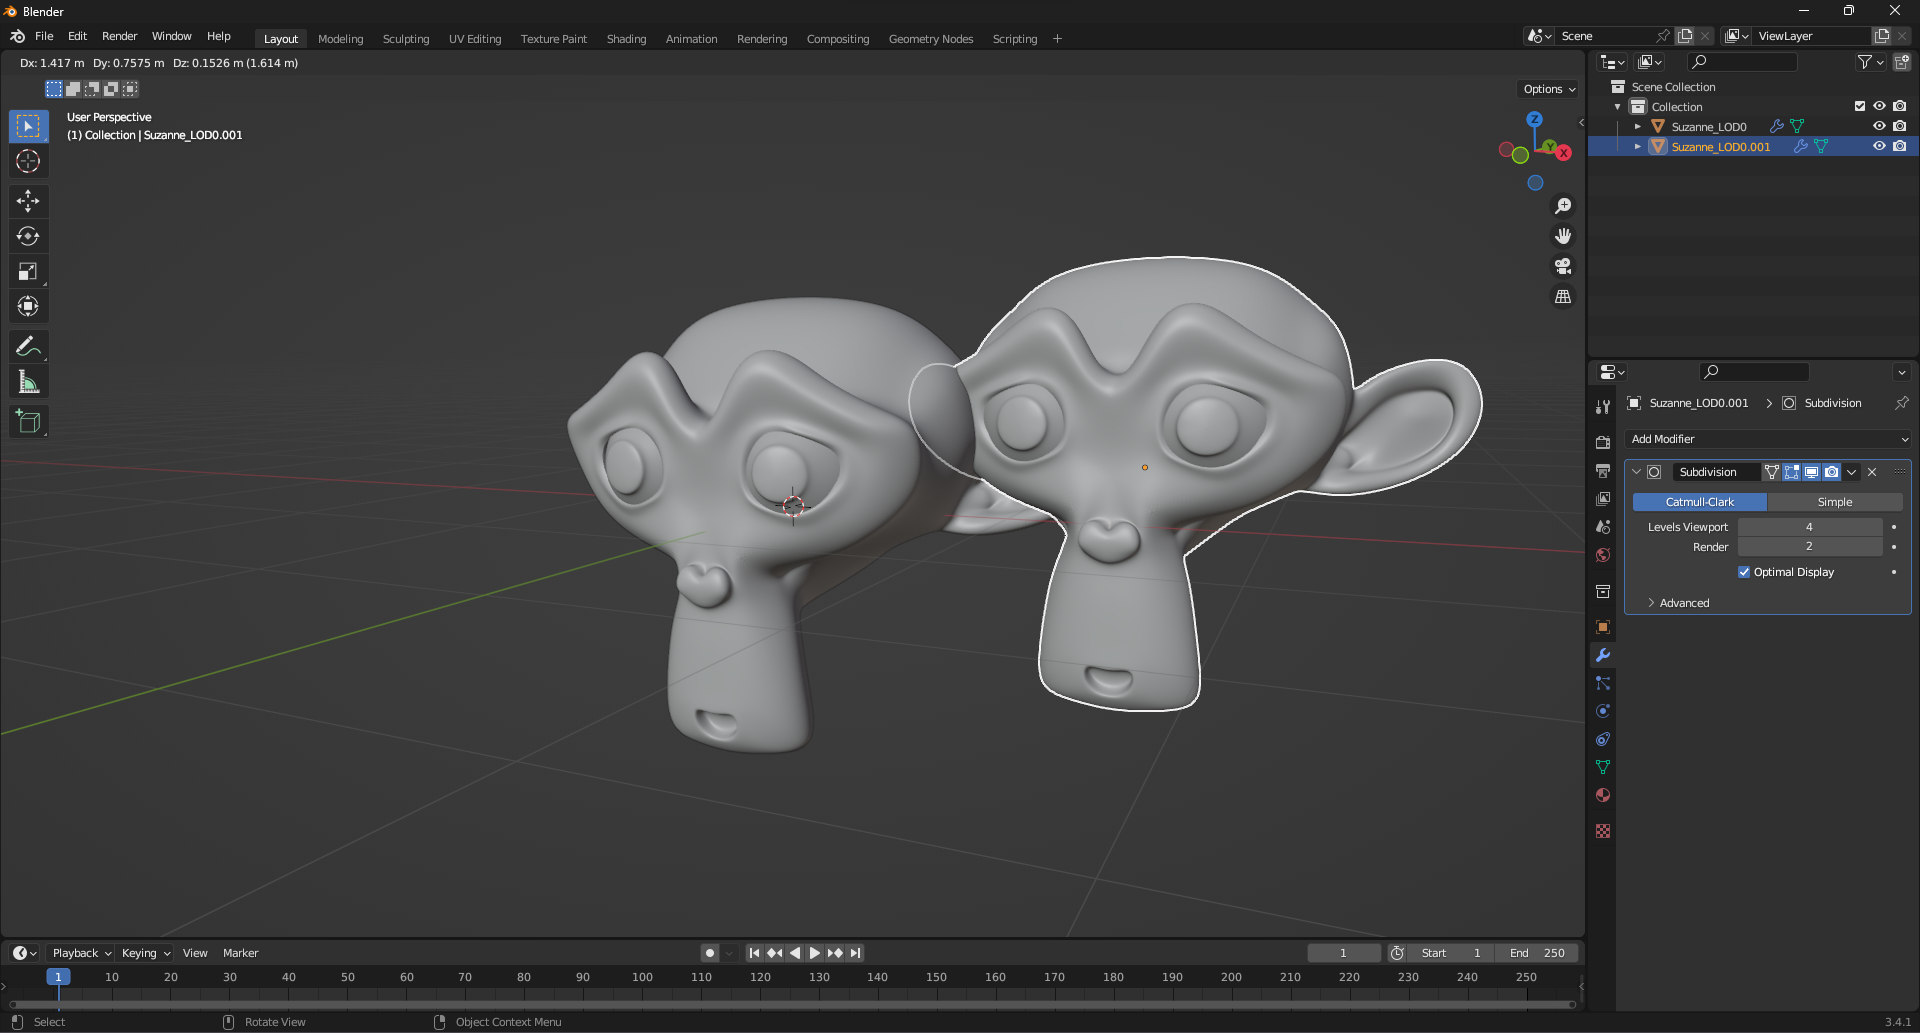 Blender
File Edit Render Window Help Layout Modeling Sculpting UV Editing Texture Paint Shading Animation Rendering Compositing Geometry Nodes Scripting + Scene ViewLayer
Dx: 1.417 m Dy: 0.7575 m Dz: 0.1526 m (1.614 m)
Options
User Perspective
(1) Collection | Suzanne_LOD0.001
Z
Y
X
Scene Collection
Collection
Suzanne_LOD0
Suzanne_LOD0.001
Suzanne_LOD0.001 > Subdivision
Add Modifier
Subdivision
Catmull-Clark Simple
Levels Viewport 4
Render 2
Optimal Display
Advanced
Playback Keying View Marker 1 Start 1 End 250
1 10 20 30 40 50 60 70 80 90 100 110 120 130 140 150 160 170 180 190 200 210 220 230 240 250
Select Rotate View Object Context Menu 3.4.1